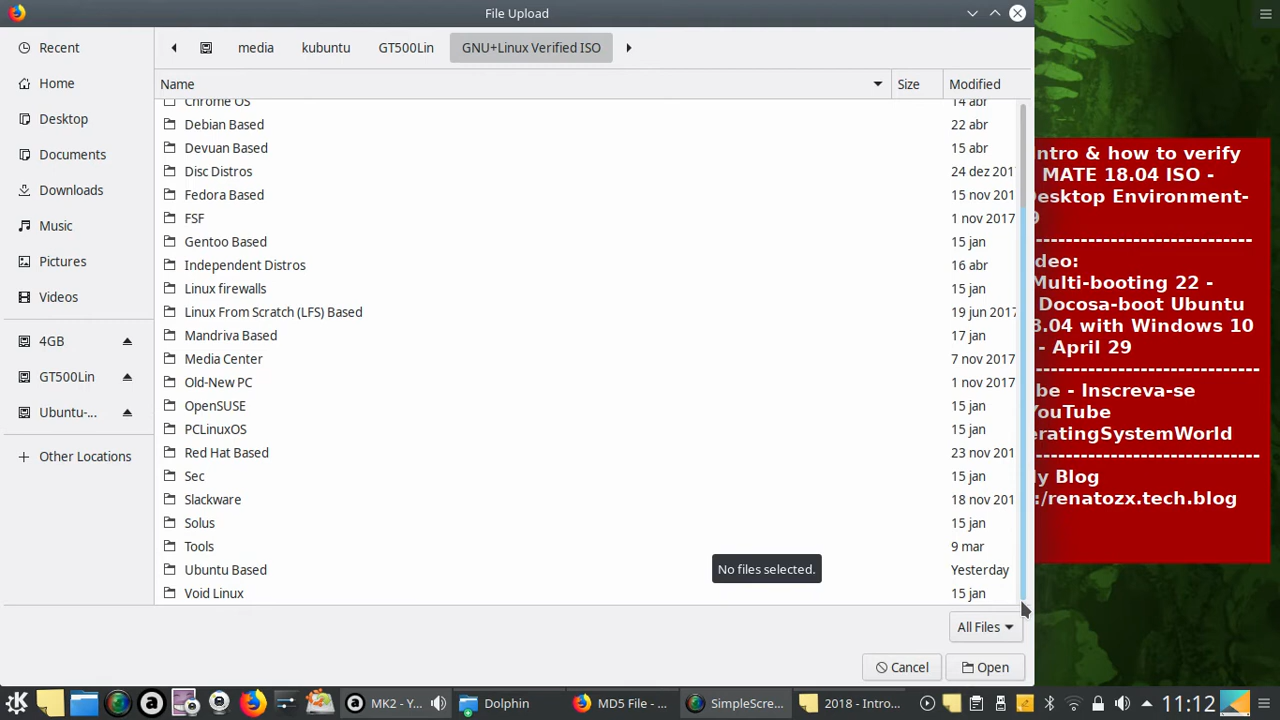 File Upload
Recent
Home
Desktop
Documents
Downloads
Music
Pictures
Videos
4GB
GT500Lin
Ubuntu-...
Other Locations
media kubuntu GT500Lin GNU+Linux Verified ISO
Name Size Modified
Chrome OS 14 abr
Debian Based 22 abr
Devuan Based 15 abr
Disc Distros 24 dez 201
Fedora Based 15 nov 201
FSF 1 nov 2017
Gentoo Based 15 jan
Independent Distros 16 abr
Linux firewalls 15 jan
Linux From Scratch (LFS) Based 19 jun 2017
Mandriva Based 17 jan
Media Center 7 nov 2017
Old-New PC 1 nov 2017
OpenSUSE 15 jan
PCLinuxOS 15 jan
Red Hat Based 23 nov 201
Sec 15 jan
Slackware 18 nov 201
Solus 15 jan
Tools 9 mar
Ubuntu Based Yesterday
Void Linux 15 jan
No files selected.
All Files
Cancel Open
ntro & how to verify
MATE 18.04 ISO -
esktop Environment-
9
----------------------------
deo:
Multi-booting 22 -
Docosa-boot Ubuntu
8.04 with Windows 10
- April 29
-----------------------------
be - Inscreva-se
YouTube
eratingSystemWorld
-----------------------------
y Blog
:/renatozx.tech.blog
MK2 - Y... Dolphin MD5 File - ... SimpleScre... 2018 - Intro... 11:12